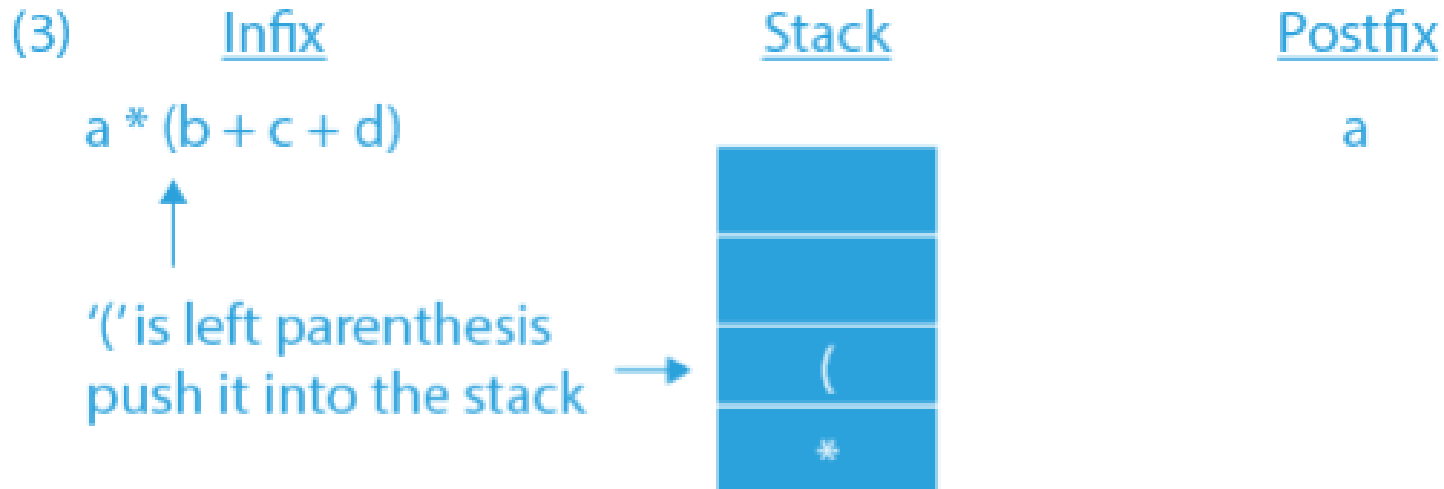 (3) Infix Stack Postfix
a * (b + c + d) a
'(' is left parenthesis
push it into the stack
(
*